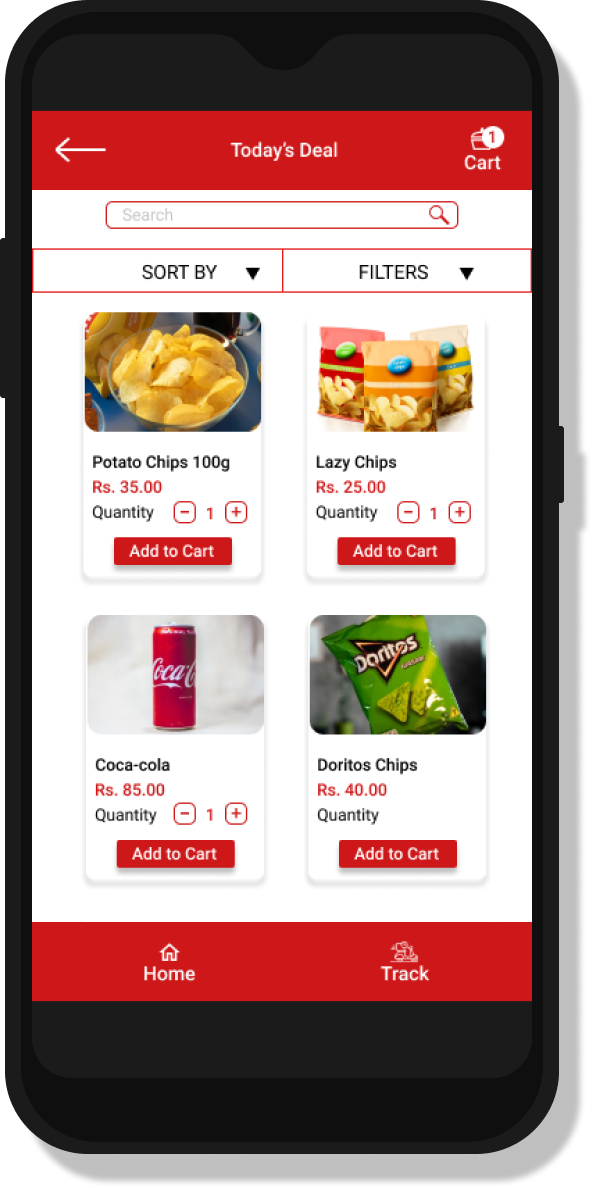 Today's Deal
1
Cart
Search
SORT BY ▼ FILTERS ▼
Potato Chips 100g
Rs. 35.00
Quantity − 1 +
Add to Cart
Lazy Chips
Rs. 25.00
Quantity − 1 +
Add to Cart
Coca-C
Coca-cola
Rs. 85.00
Quantity − 1 +
Add to Cart
Doritos
Doritos Chips
Rs. 40.00
Quantity
Add to Cart
Home
Track